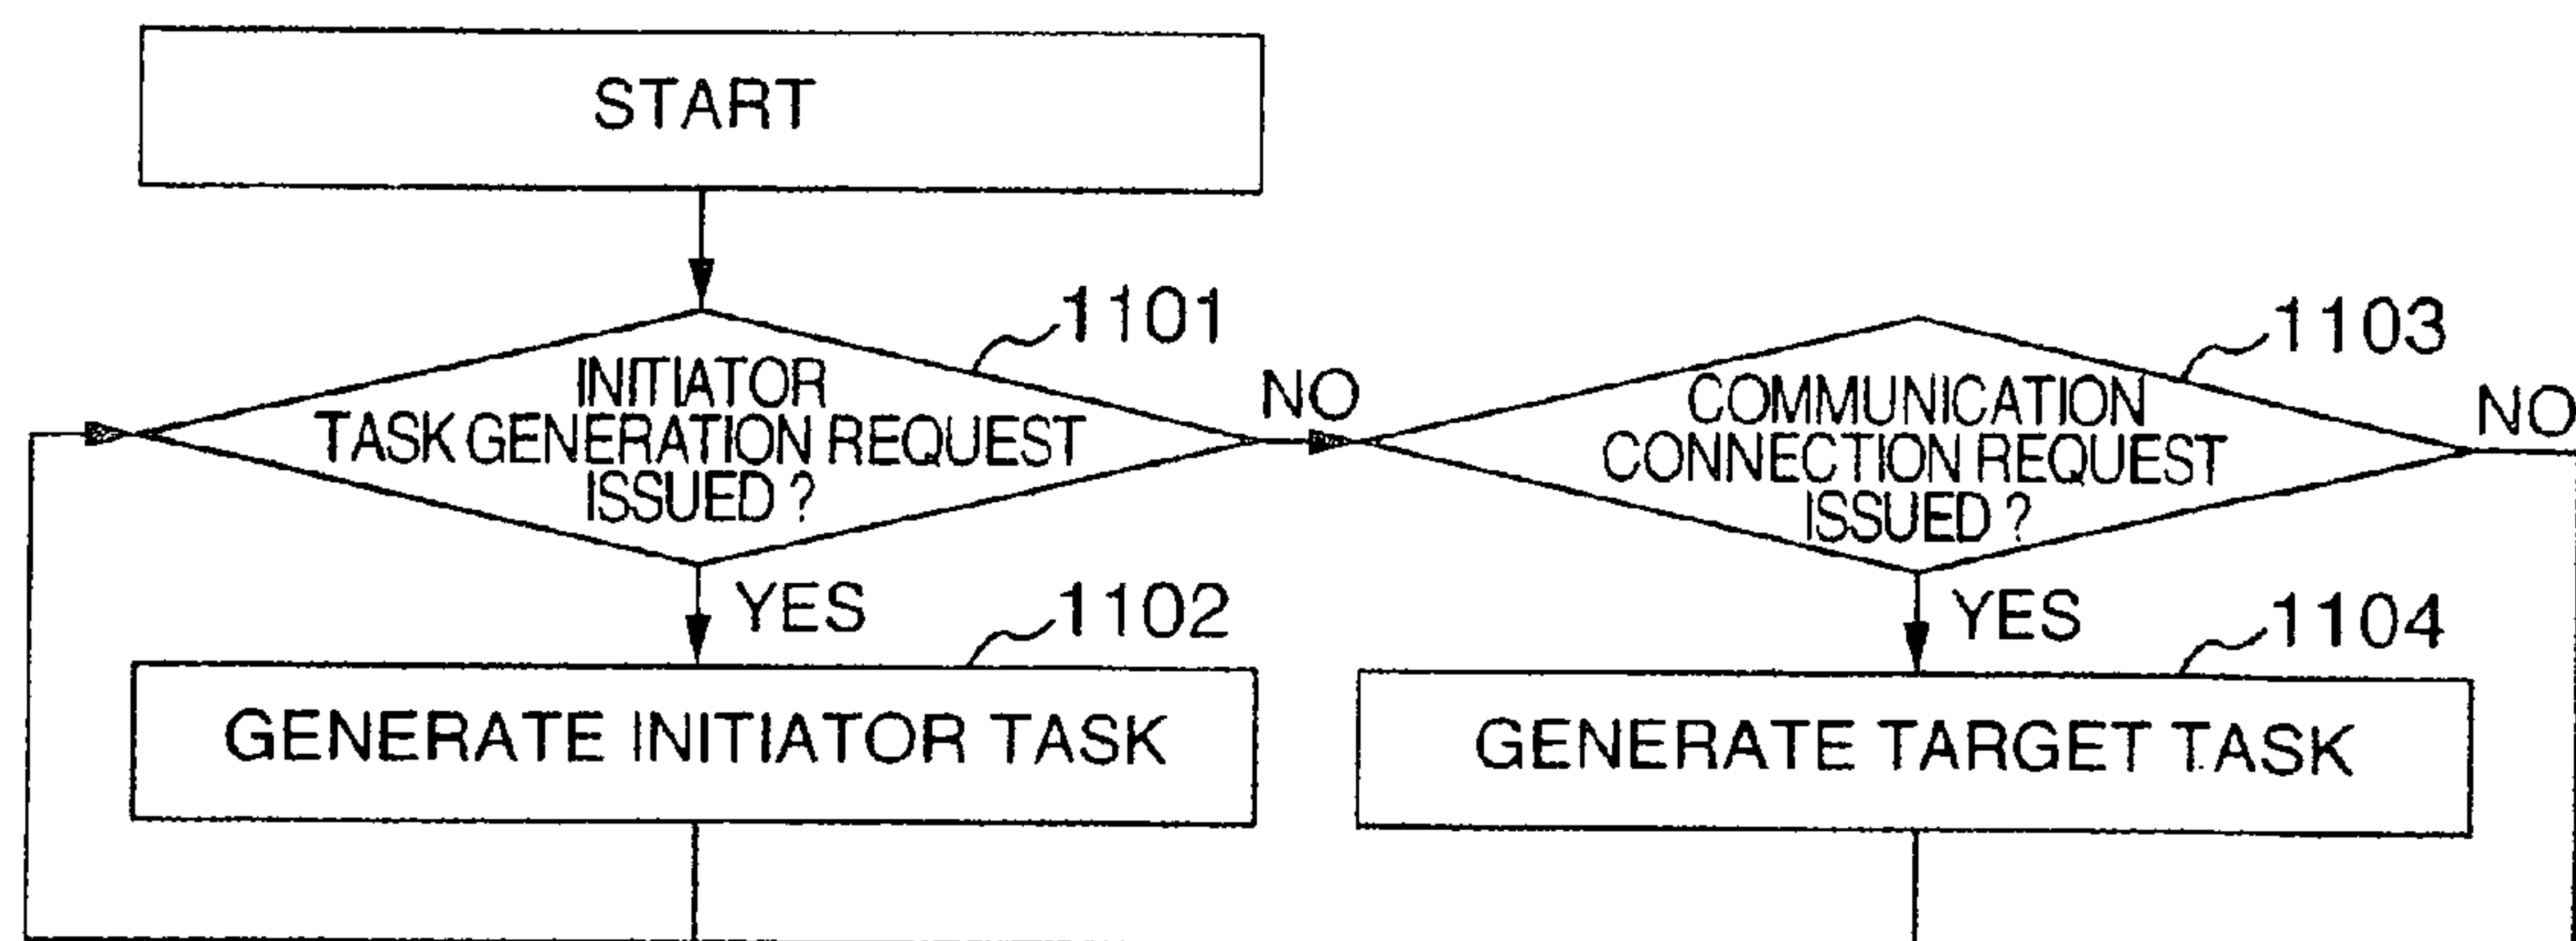 START
1101
INITIATOR
TASK GENERATION REQUEST
ISSUED ?
NO
1103
COMMUNICATION
CONNECTION REQUEST
ISSUED ?
NO
YES
1102
GENERATE INITIATOR TASK
YES
1104
GENERATE TARGET TASK